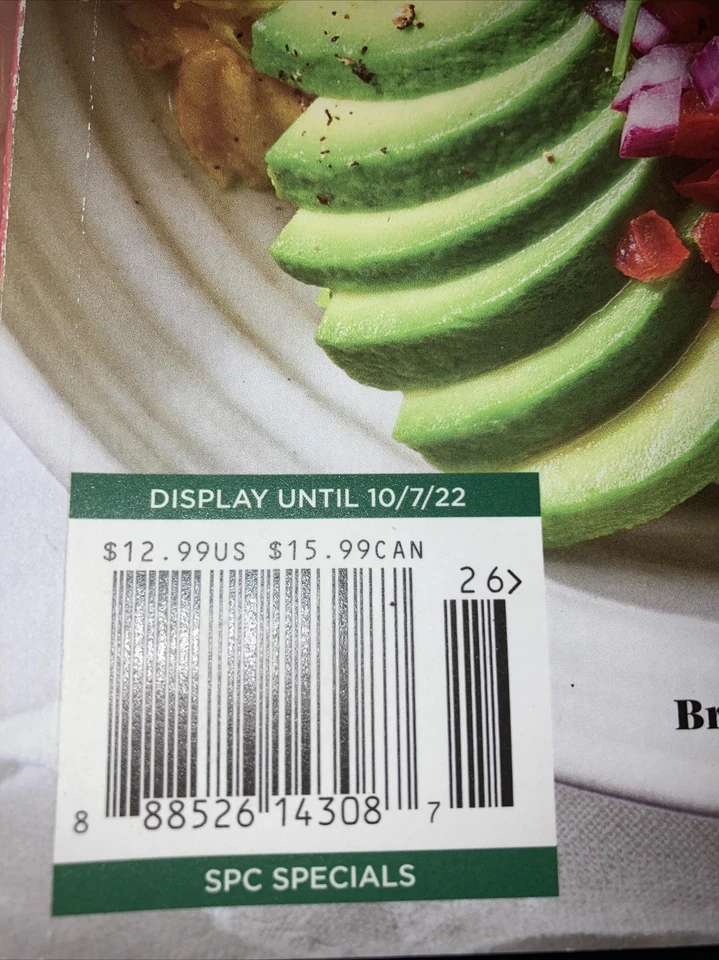 DISPLAY UNTIL 10/7/22
$12.99US $15.99CAN
26>
8 88526 14308 7
SPC SPECIALS